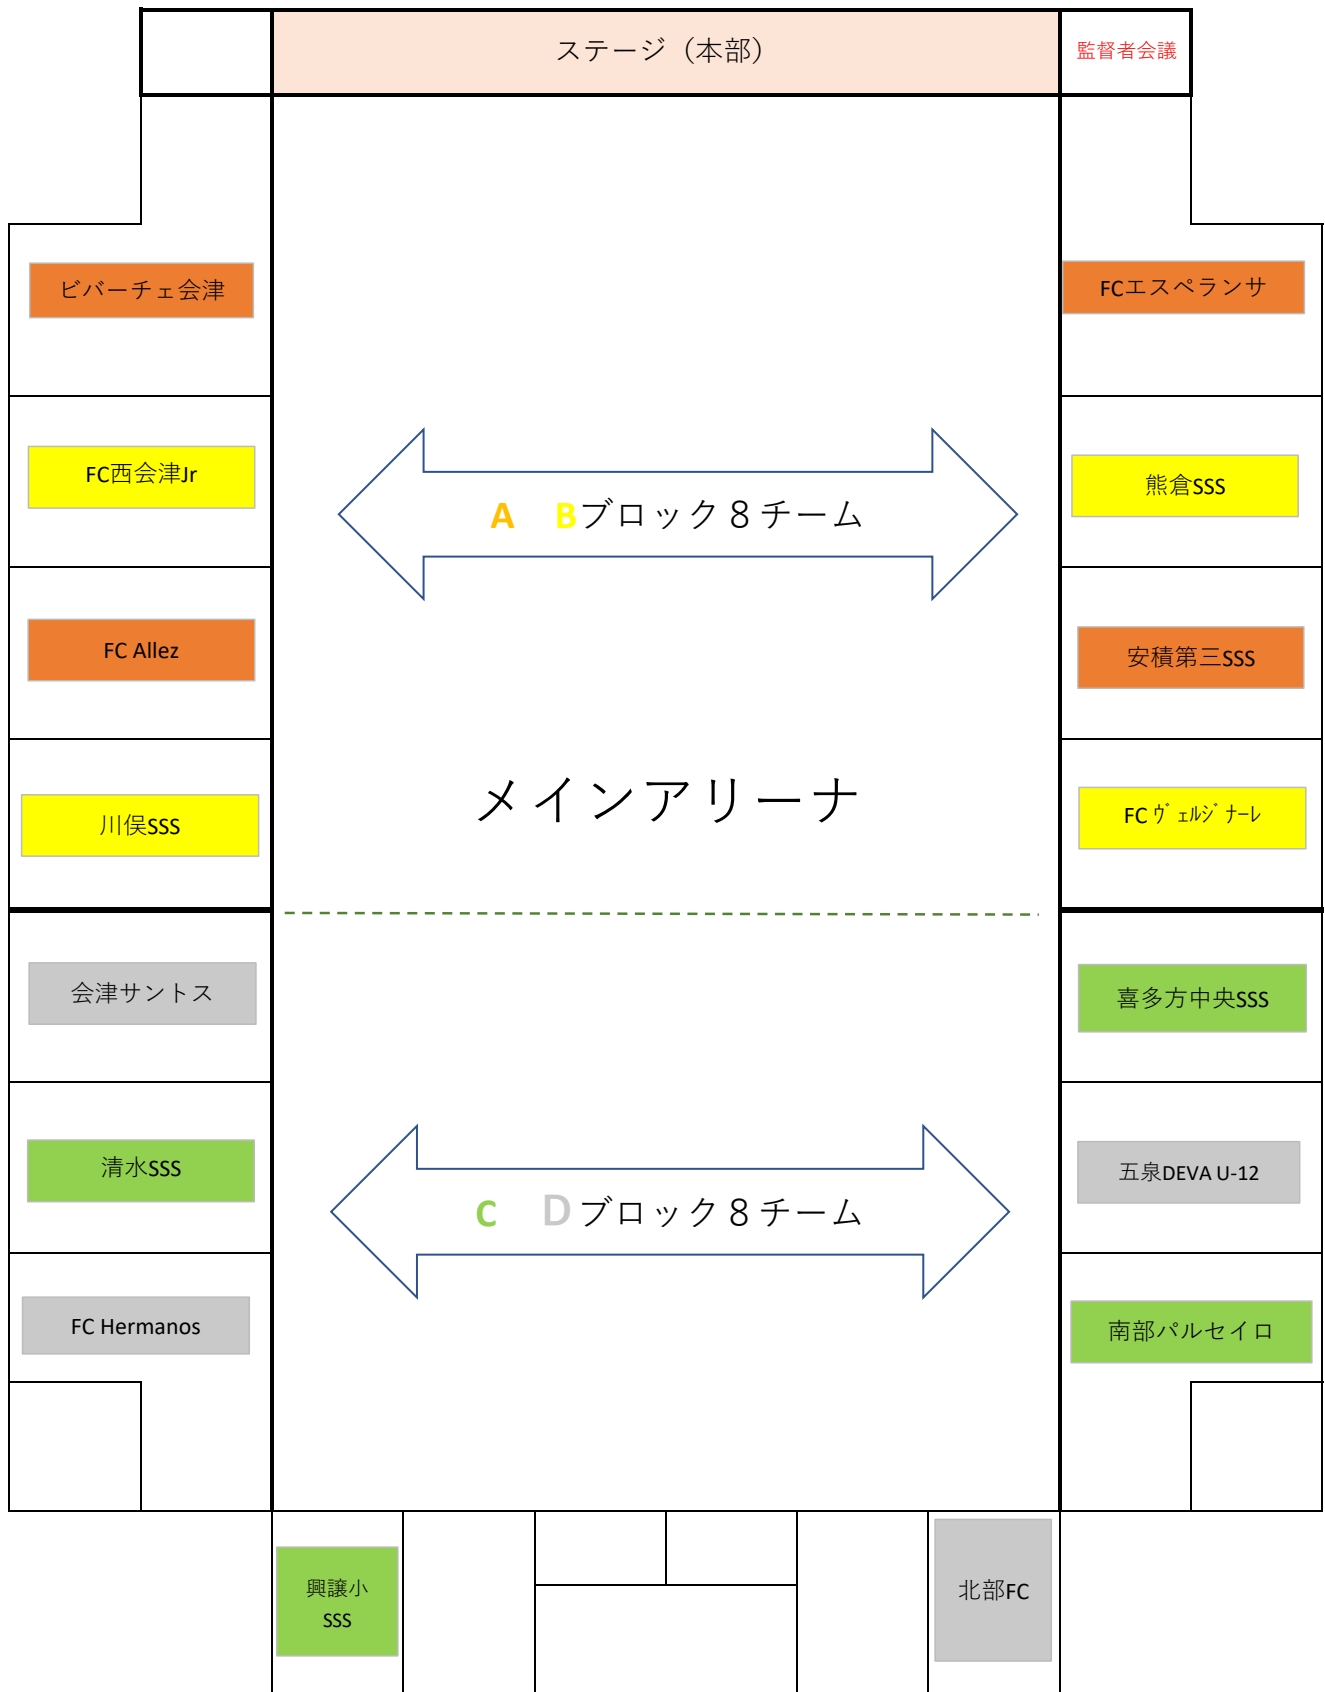 ステージ（本部）
監督者会議
ビバーチェ会津
FCエスペランサ
FC西会津Jr
熊倉SSS
A Bブロック８チーム
FC Allez
安積第三SSS
メインアリーナ
川俣SSS
FCｳﾞｪﾙｼﾞﾅｰﾚ
会津サントス
喜多方中央SSS
清水SSS
五泉DEVA U-12
C Dブロック８チーム
FC Hermanos
南部パルセイロ
興譲小
SSS
北部FC